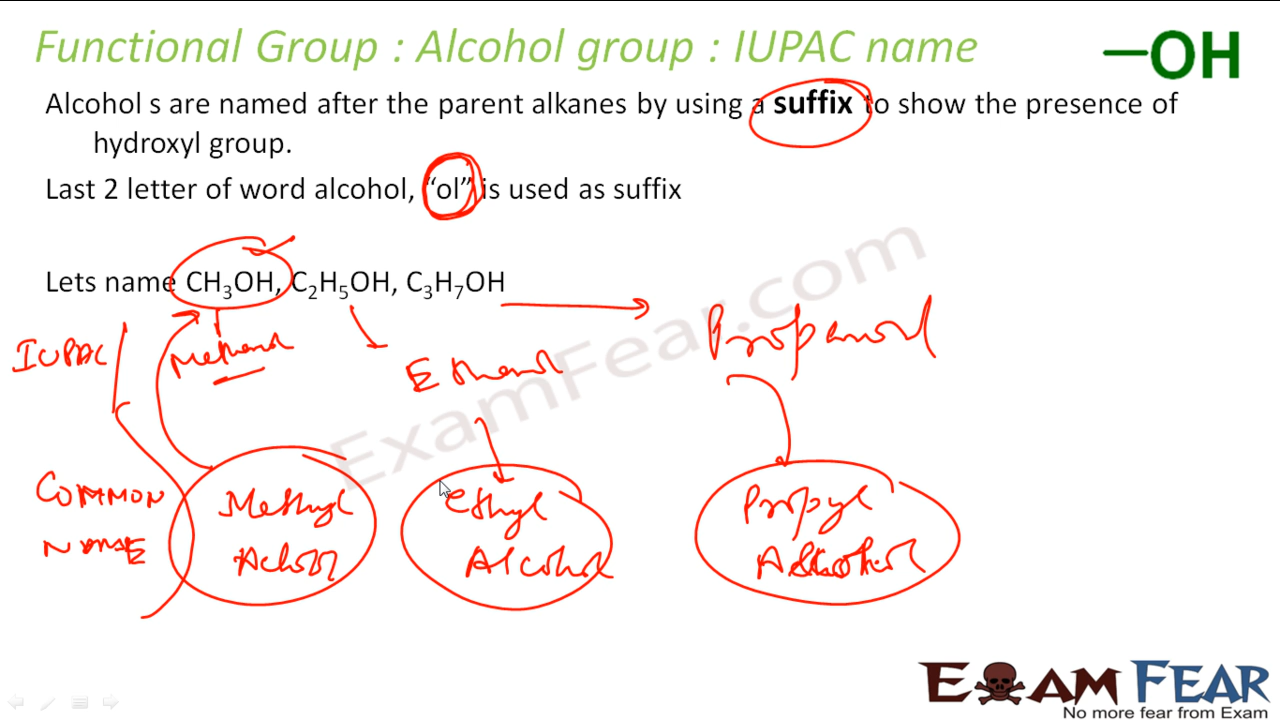 Functional Group : Alcohol group : IUPAC name
—OH
Alcohol s are named after the parent alkanes by using a suffix to show the presence of
hydroxyl group.
Last 2 letter of word alcohol, “ol” is used as suffix
Lets name CH₃OH, C₂H₅OH, C₃H₇OH
IUPAC
Methanol
Ethanol
Propanol
COMMON
NAME
Methyl
Ethyl
Alcohol
Propyl
Alcohol
ExamFear.com
EXAM FEAR
No more fear from Exam